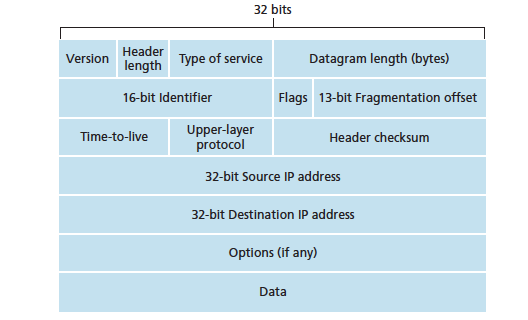 32 bits
Version
Header
length
Type of service
Datagram length (bytes)
16-bit Identifier
Flags
13-bit Fragmentation offset
Time-to-live
Upper-layer
protocol
Header checksum
32-bit Source IP address
32-bit Destination IP address
Options (if any)
Data